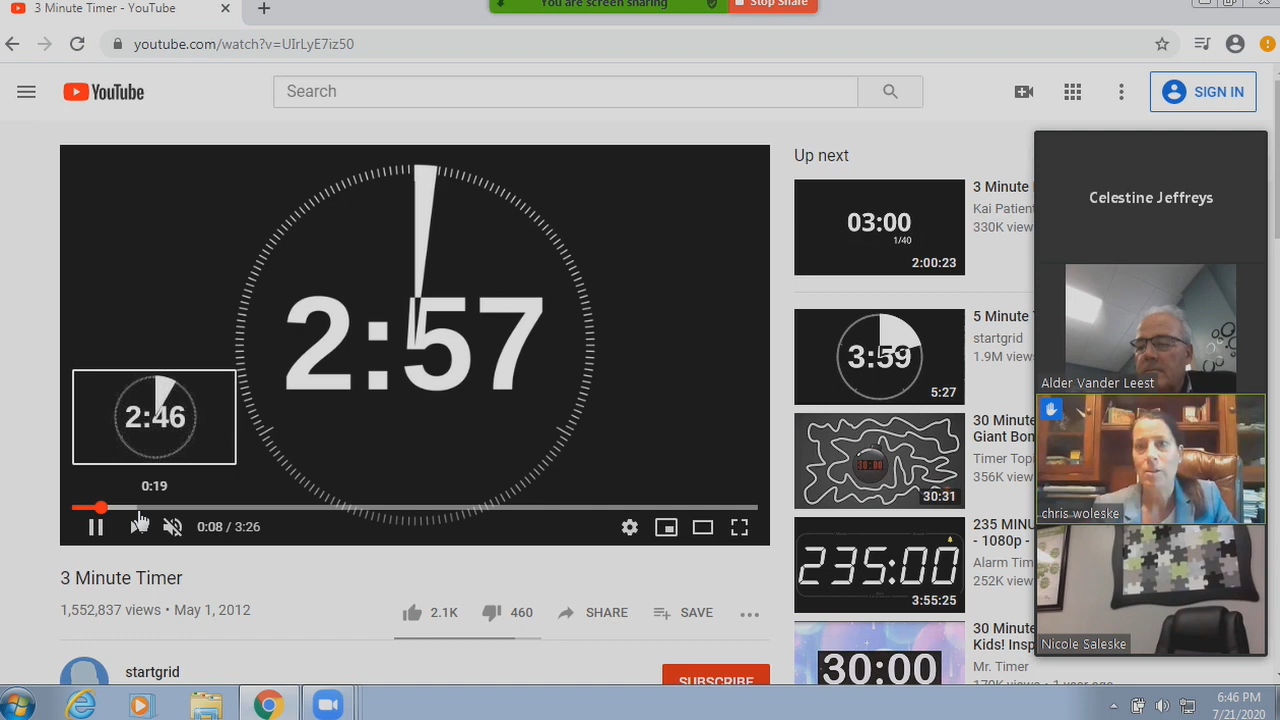 3 Minute Timer - YouTube
You are screen sharing
Stop Share
youtube.com/watch?v=UIrLyE7iz50
YouTube
Search
SIGN IN
2:57
2:46
0:19
0:08 / 3:26
3 Minute Timer
1,552,837 views • May 1, 2012
2.1K
460
SHARE
SAVE
startgrid
SUBSCRIBE
Up next
03:00
1/40
2:00:23
3 Minute
Kai Patient
330K view
3:59
5:27
5 Minute
startgrid
1.9M views
30:00
30:31
30 Minute
Giant Bon
Timer Top
356K view
235:00
3:55:25
235 MINU
- 1080p -
Alarm Tim
252K view
30:00
30 Minute
Kids! Insp
Mr. Timer
Celestine Jeffreys
Alder Vander Leest
chris woleske
Nicole Saleske
6:46 PM
7/21/2020